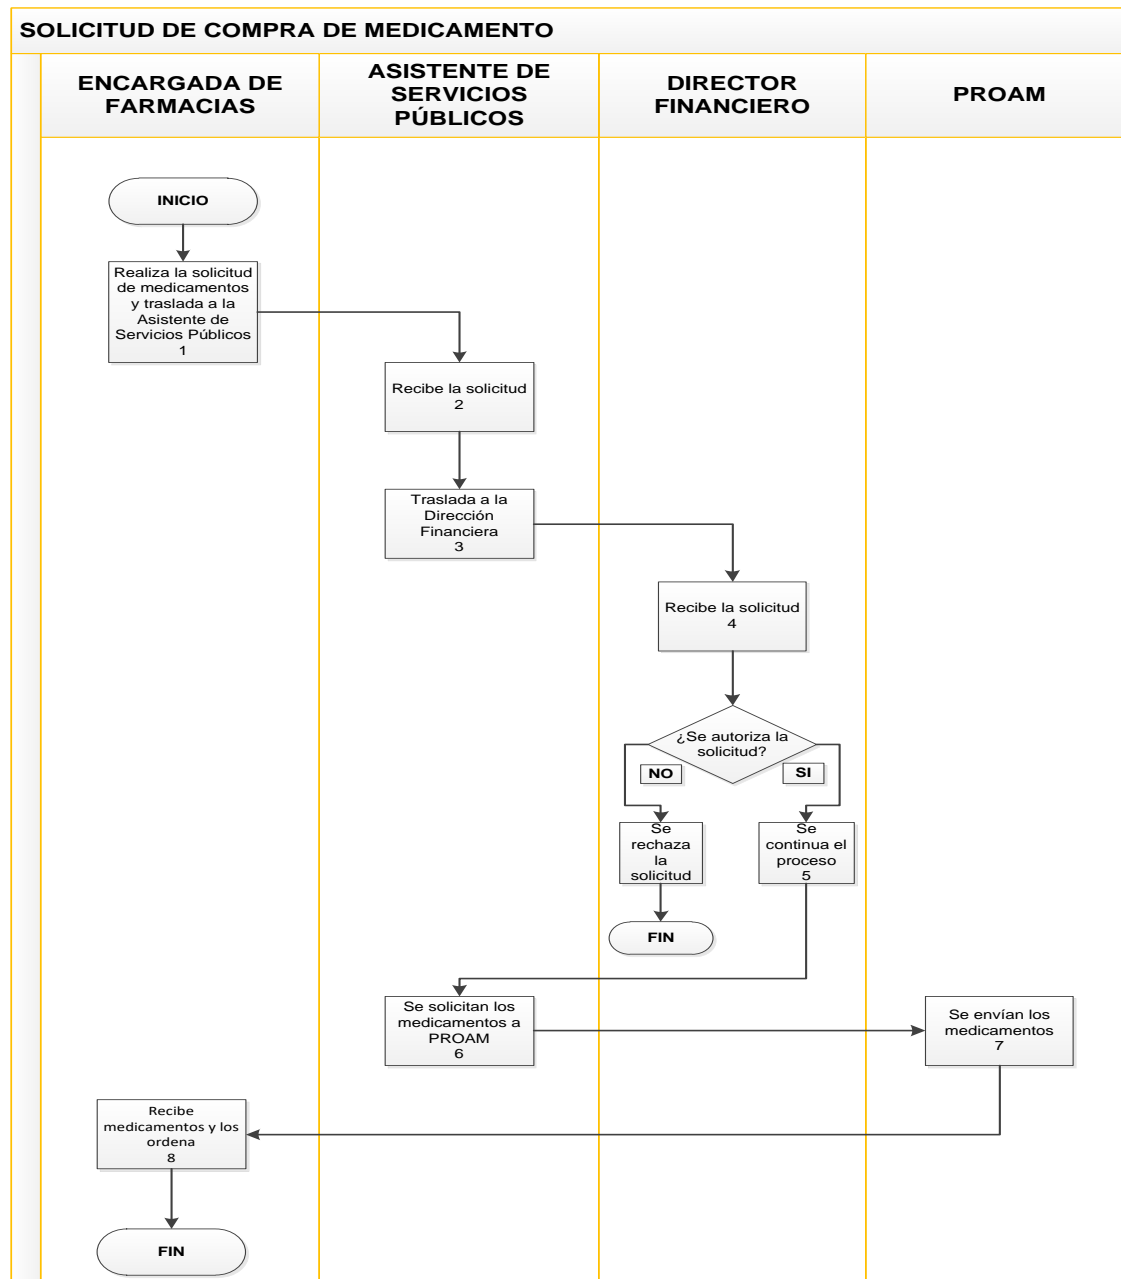 SOLICITUD DE COMPRA DE MEDICAMENTO
ENCARGADA DE
FARMACIAS
ASISTENTE DE
SERVICIOS
PÚBLICOS
DIRECTOR
FINANCIERO
PROAM
INICIO
Realiza la solicitud
de medicamentos
y traslada a la
Asistente de
Servicios Públicos
1
Recibe la solicitud
2
Traslada a la
Dirección
Financiera
3
Recibe la solicitud
4
¿Se autoriza la
solicitud?
NO
SI
Se
rechaza
la
solicitud
Se
continua el
proceso
5
FIN
Se solicitan los
medicamentos a
PROAM
6
Se envían los
medicamentos
7
Recibe
medicamentos y los
ordena
8
FIN